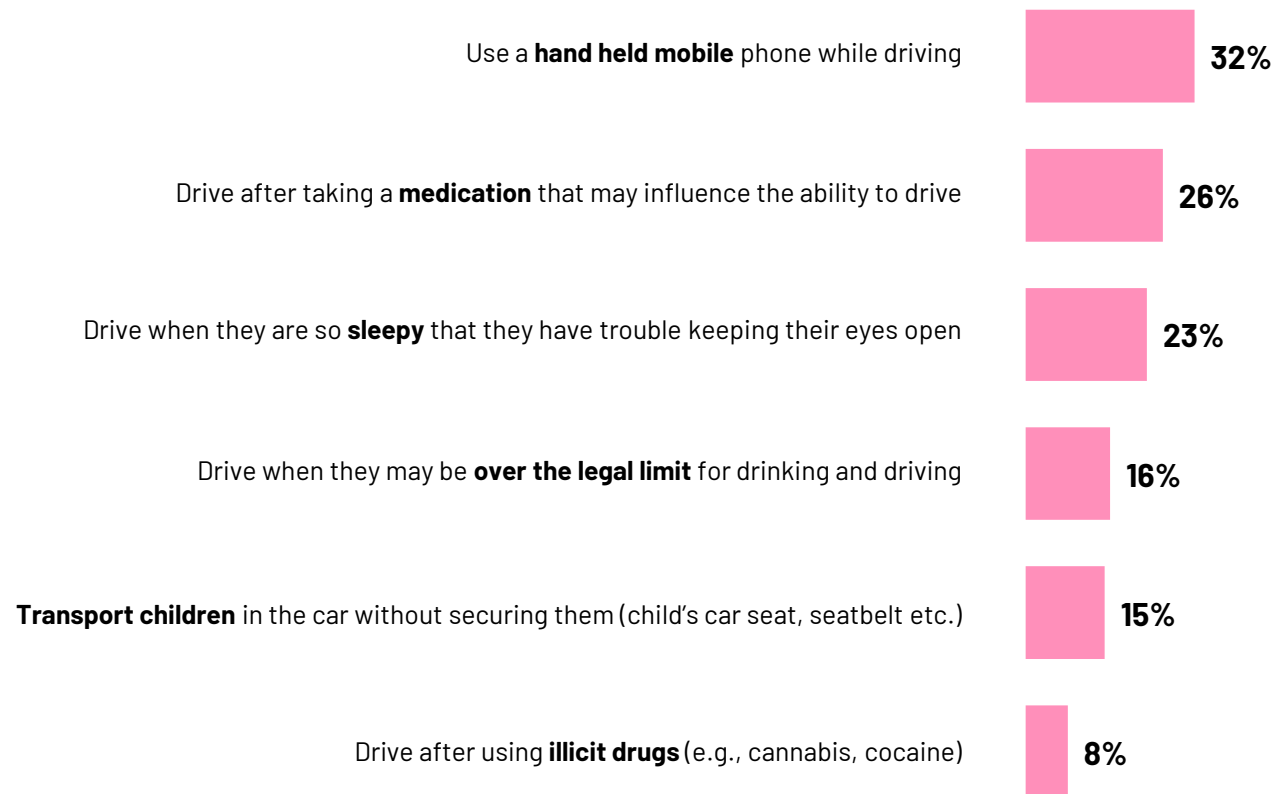 Use a hand held mobile phone while driving 32%
Drive after taking a medication that may influence the ability to drive 26%
Drive when they are so sleepy that they have trouble keeping their eyes open 23%
Drive when they may be over the legal limit for drinking and driving 16%
Transport children in the car without securing them (child's car seat, seatbelt etc.) 15%
Drive after using illicit drugs (e.g., cannabis, cocaine) 8%